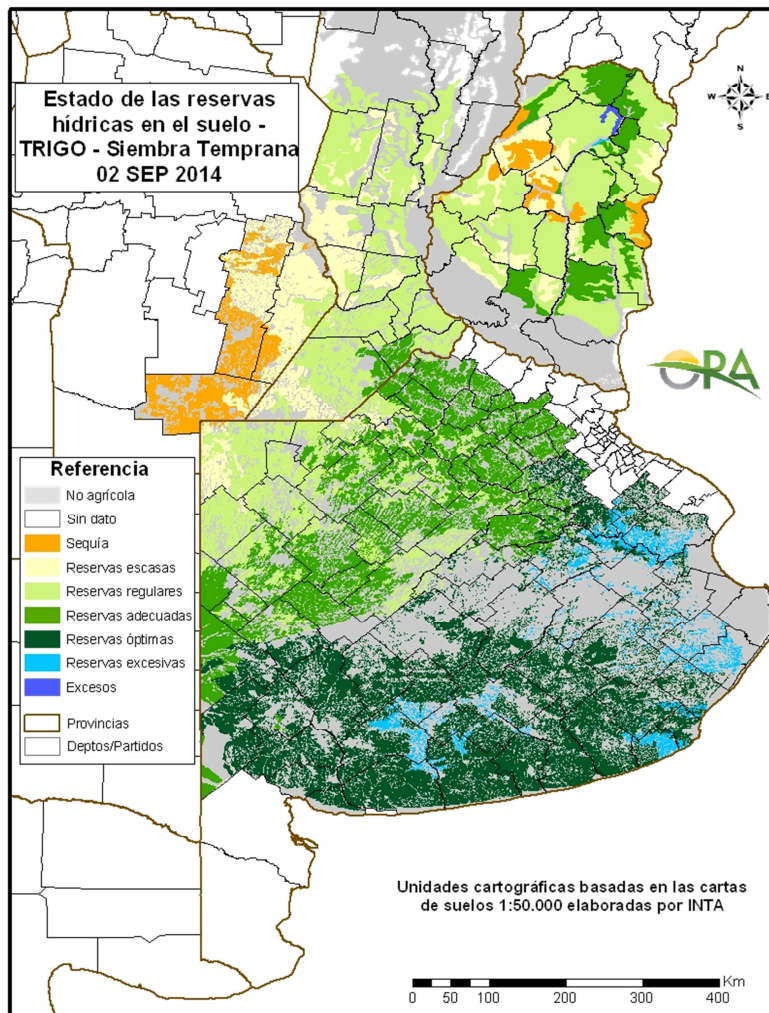 Estado de las reservas
hídricas en el suelo -
TRIGO - Siembra Temprana
02 SEP 2014
N
W E
S
ORA
Referencia
No agrícola
Sin dato
Sequía
Reservas escasas
Reservas regulares
Reservas adecuadas
Reservas óptimas
Reservas excesivas
Excesos
Provincias
Deptos/Partidos
Unidades cartográficas basadas en las cartas
de suelos 1:50.000 elaboradas por INTA
Km
0 25 50 100 200 300 400